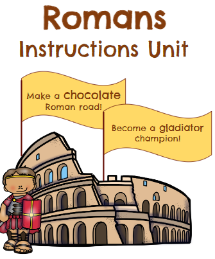 Romans
Instructions Unit
Make a chocolate
Roman road!
Become a gladiator
champion!